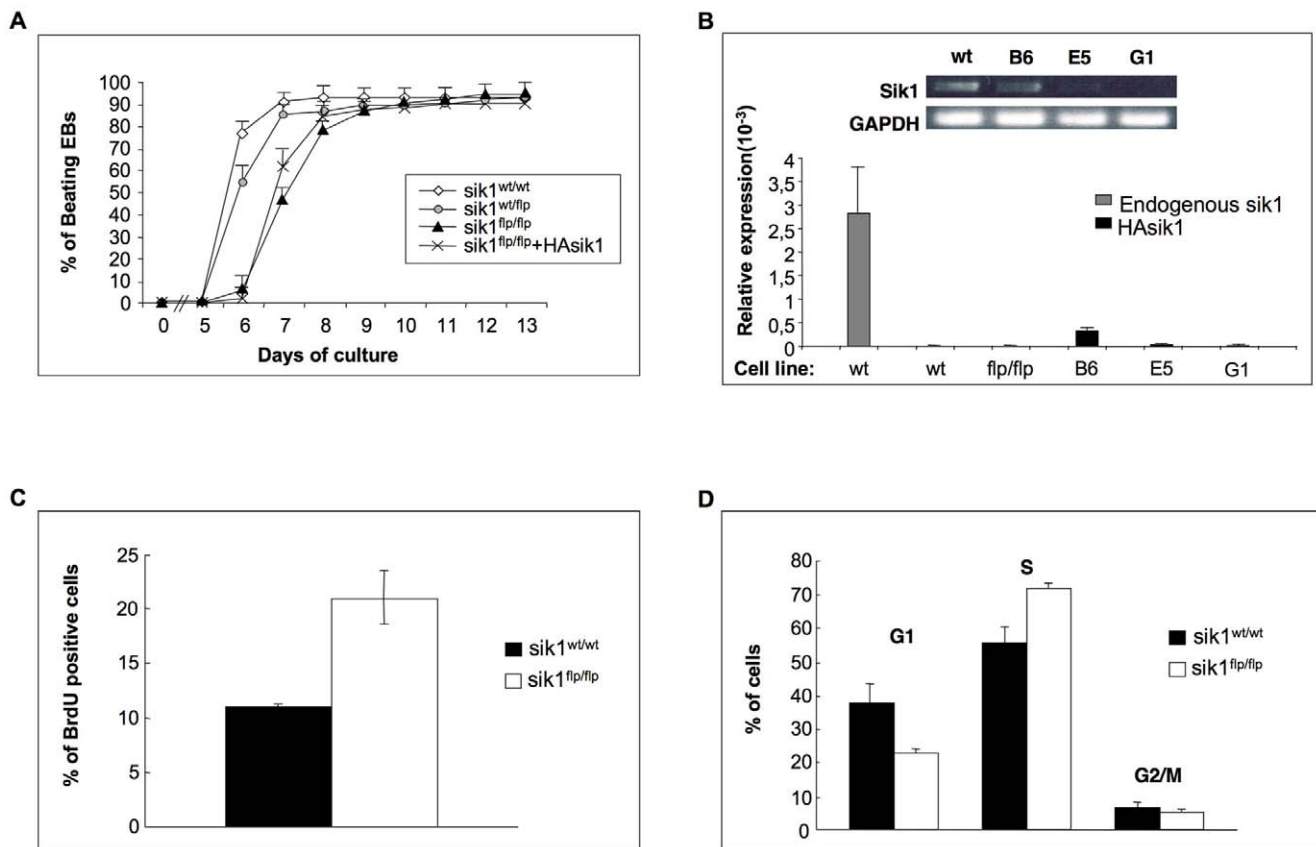 A
% of Beating EBs
100
90
80
70
60
50
40
30
20
10
0
0 5 6 7 8 9 10 11 12 13
Days of culture
sik1wt/wt
sik1wt/flp
sik1flp/flp
sik1flp/flp+HAsik1
B
wt B6 E5 G1
Sik1
GAPDH
Relative expression(10-3)
4
3,5
3
2,5
2
1,5
1
0,5
0
Endogenous sik1
HAsik1
Cell line: wt wt flp/flp B6 E5 G1
C
% of BrdU positive cells
25
20
15
10
5
0
sik1wt/wt
sik1flp/flp
D
% of cells
80
70
60
50
40
30
20
10
0
G1
S
G2/M
sik1wt/wt
sik1flp/flp